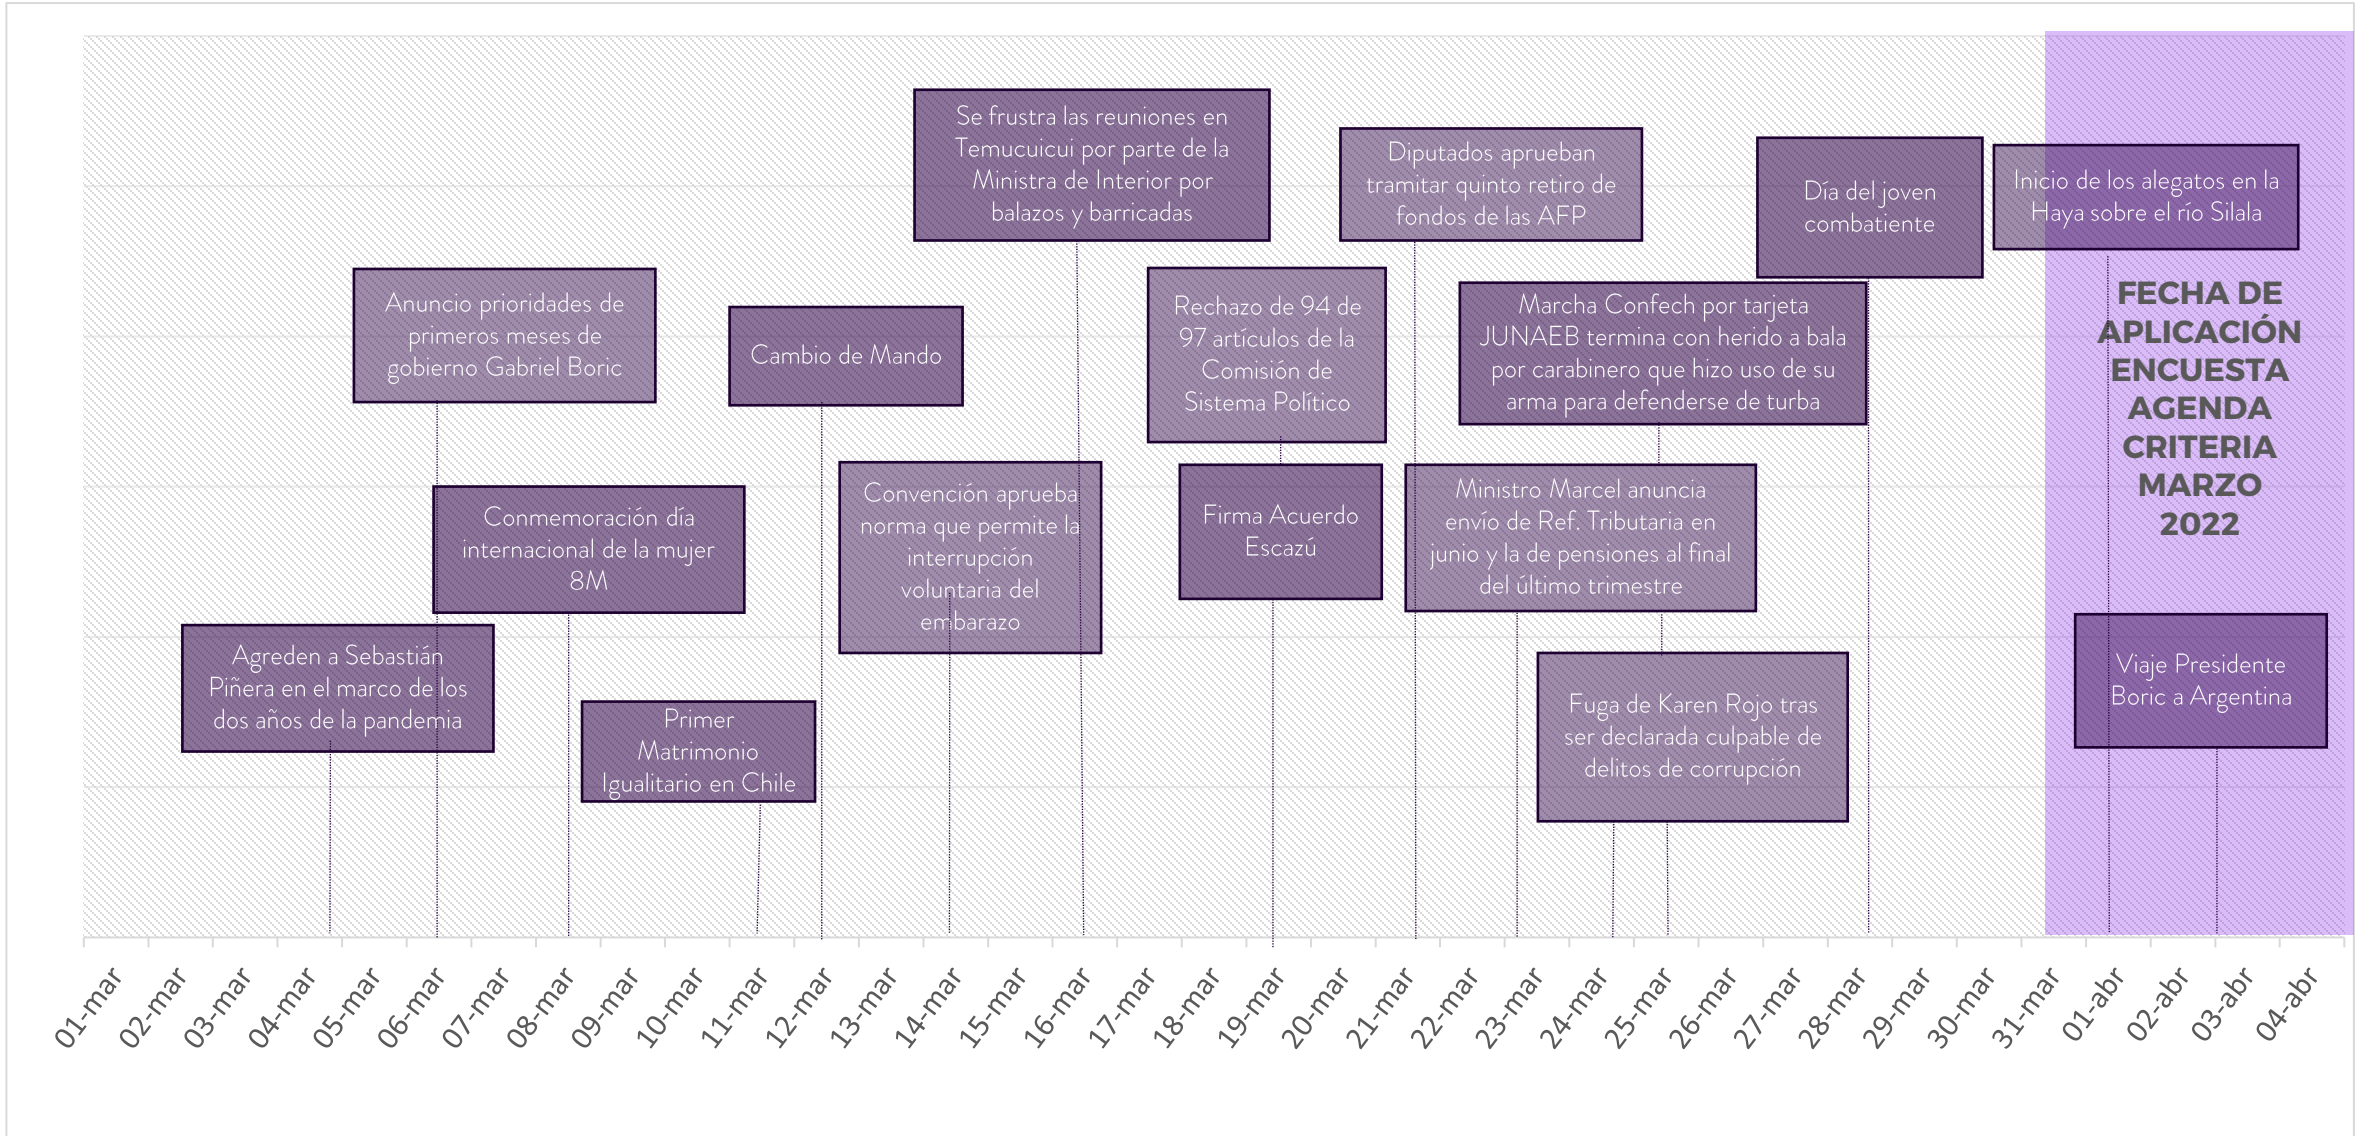 Se frustra las reuniones en
Temucuicui por parte de la
Ministra de Interior por
balazos y barricadas
Diputados aprueban
tramitar quinto retiro de
fondos de las AFP
Día del joven
combatiente
Inicio de los alegatos en la
Haya sobre el río Silala
Anuncio prioridades de
primeros meses de
gobierno Gabriel Boric
Cambio de Mando
Rechazo de 94 de
97 artículos de la
Comisión de
Sistema Político
Marcha Confech por tarjeta
JUNAEB termina con herido a bala
por carabinero que hizo uso de su
arma para defenderse de turba
FECHA DE
APLICACIÓN
ENCUESTA
AGENDA
CRITERIA
MARZO
2022
Conmemoración día
internacional de la mujer
8M
Convención aprueba
norma que permite la
interrupción
voluntaria del
embarazo
Firma Acuerdo
Escazú
Ministro Marcel anuncia
envío de Ref. Tributaria en
junio y la de pensiones al final
del último trimestre
Agreden a Sebastián
Piñera en el marco de los
dos años de la pandemia
Primer
Matrimonio
Igualitario en Chile
Fuga de Karen Rojo tras
ser declarada culpable de
delitos de corrupción
Viaje Presidente
Boric a Argentina
01-mar
02-mar
03-mar
04-mar
05-mar
06-mar
07-mar
08-mar
09-mar
10-mar
11-mar
12-mar
13-mar
14-mar
15-mar
16-mar
17-mar
18-mar
19-mar
20-mar
21-mar
22-mar
23-mar
24-mar
25-mar
26-mar
27-mar
28-mar
29-mar
30-mar
31-mar
01-abr
02-abr
03-abr
04-abr